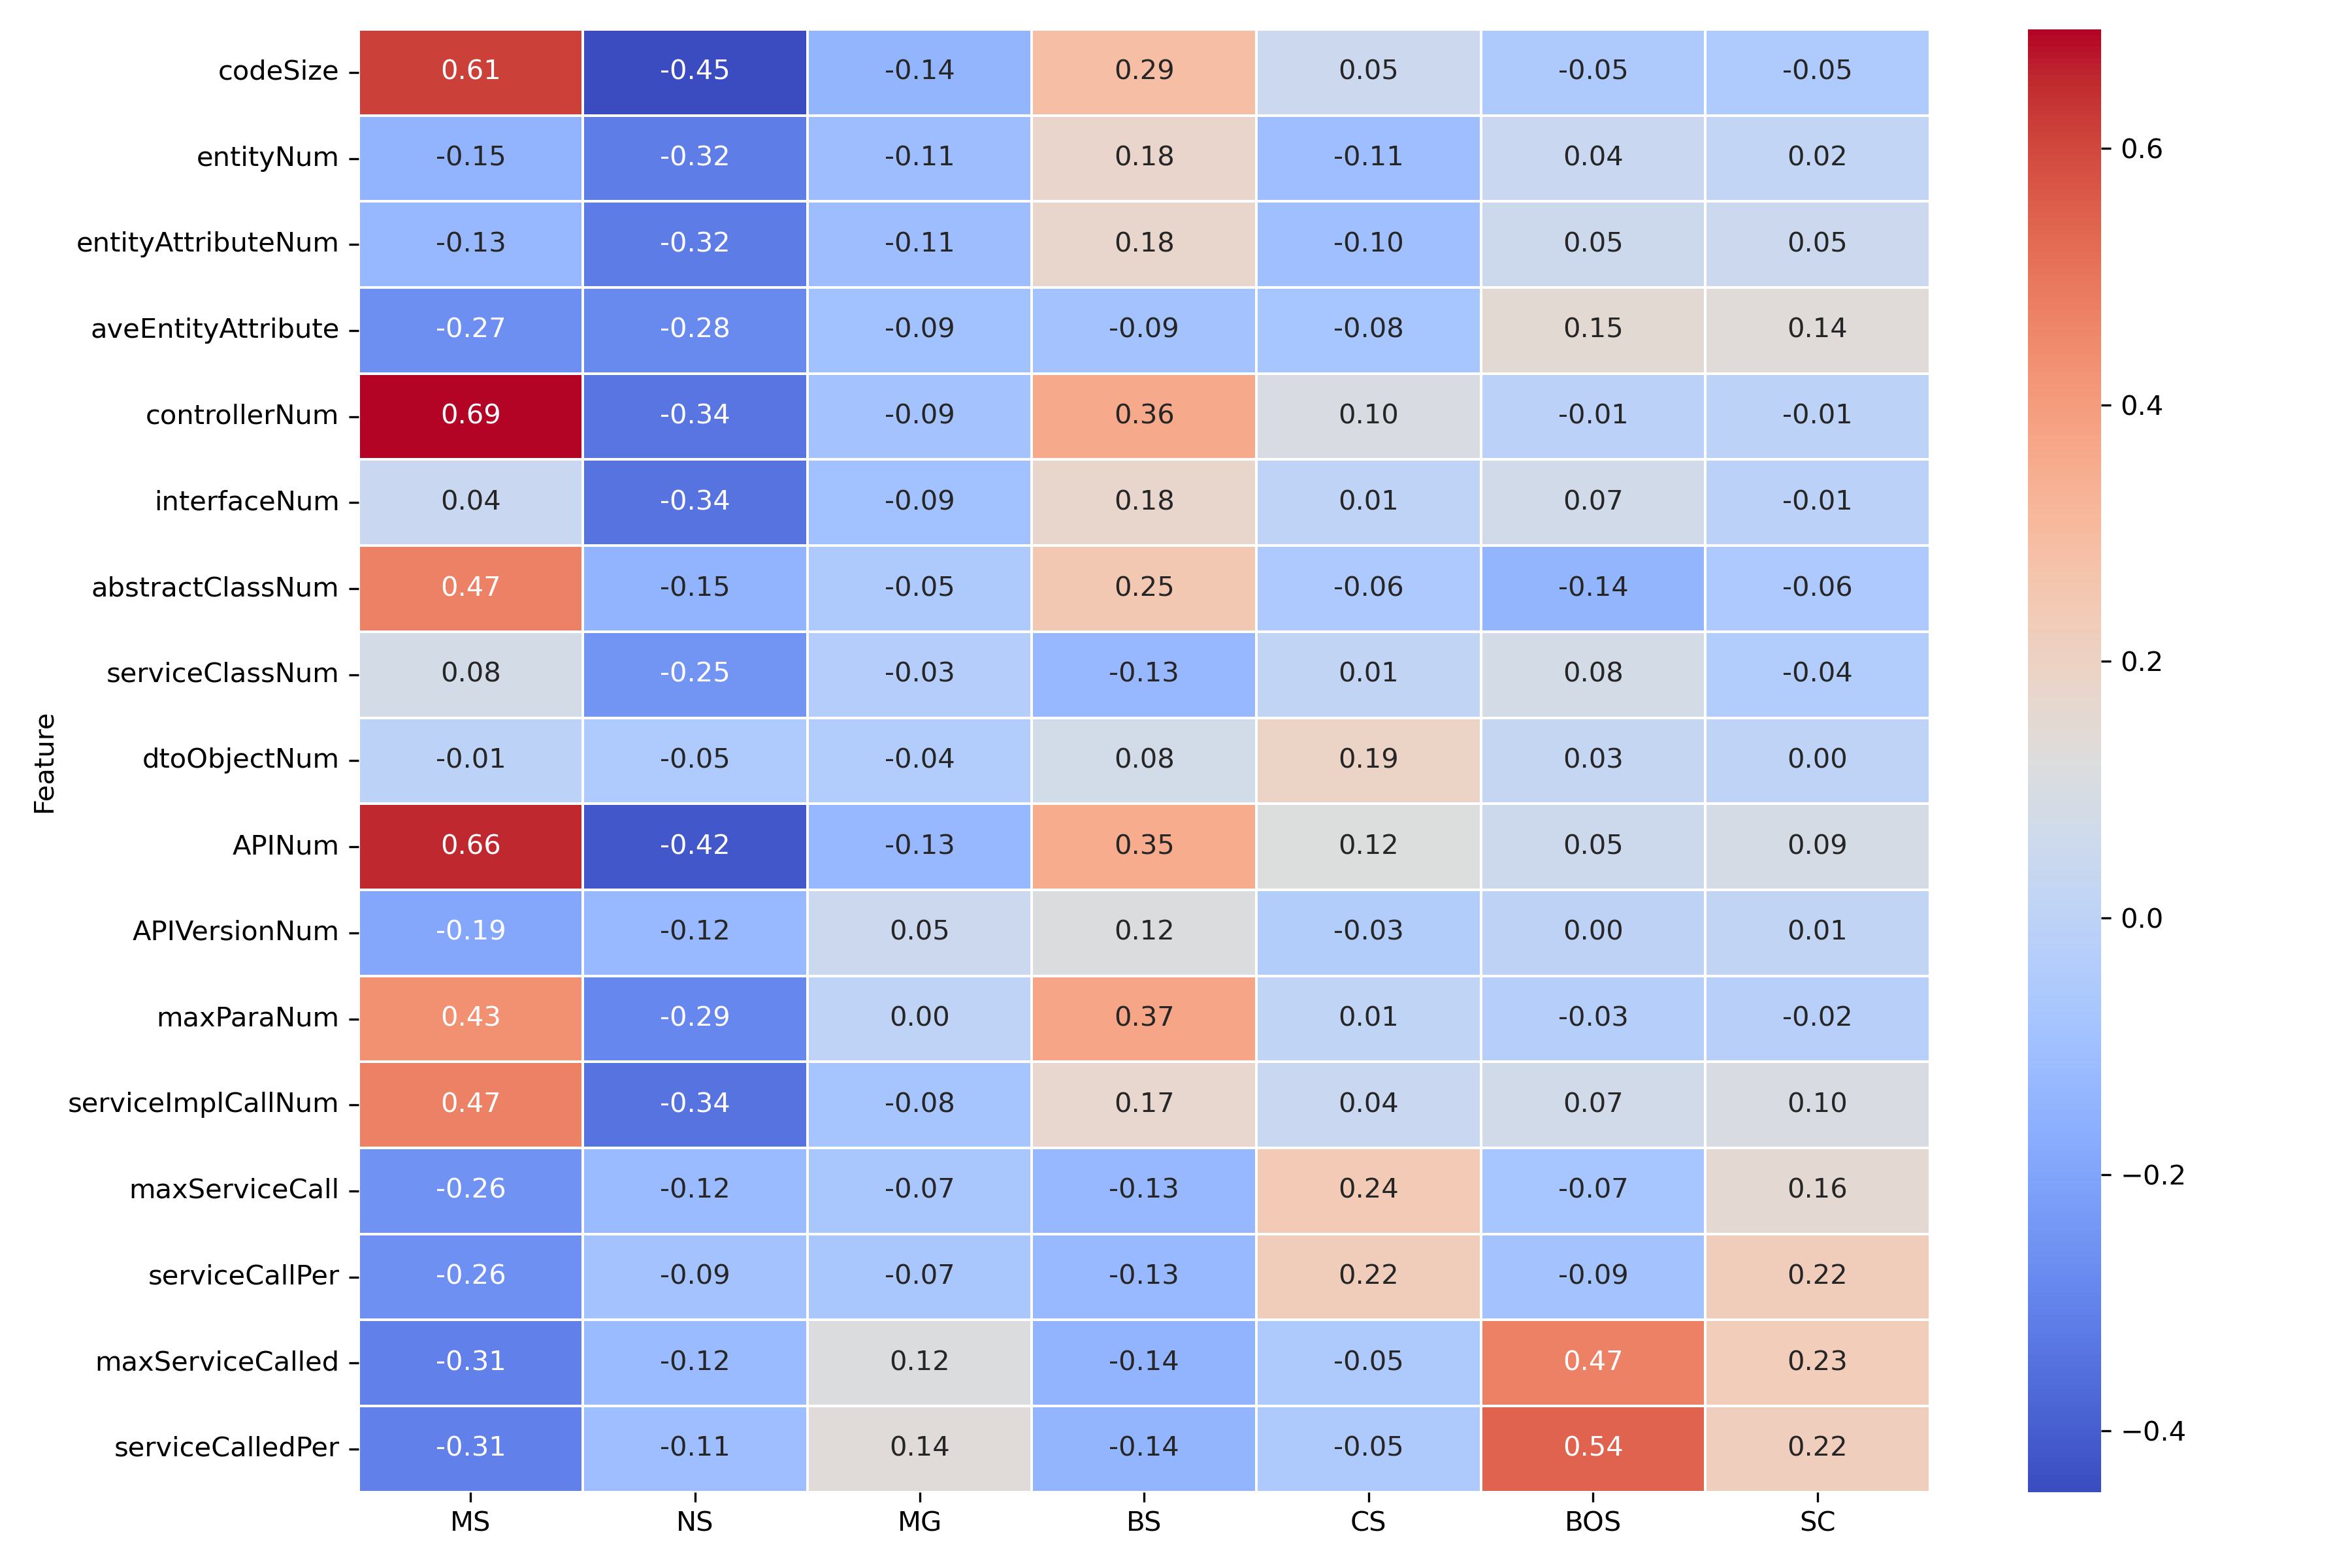 codeSize 0.61 -0.45 -0.14 0.29 0.05 -0.05 -0.05
entityNum -0.15 -0.32 -0.11 0.18 -0.11 0.04 0.02
entityAttributeNum -0.13 -0.32 -0.11 0.18 -0.10 0.05 0.05
aveEntityAttribute -0.27 -0.28 -0.09 -0.09 -0.08 0.15 0.14
controllerNum 0.69 -0.34 -0.09 0.36 0.10 -0.01 -0.01
interfaceNum 0.04 -0.34 -0.09 0.18 0.01 0.07 -0.01
abstractClassNum 0.47 -0.15 -0.05 0.25 -0.06 -0.14 -0.06
serviceClassNum 0.08 -0.25 -0.03 -0.13 0.01 0.08 -0.04
dtoObjectNum -0.01 -0.05 -0.04 0.08 0.19 0.03 0.00
APINum 0.66 -0.42 -0.13 0.35 0.12 0.05 0.09
APIVersionNum -0.19 -0.12 0.05 0.12 -0.03 0.00 0.01
maxParaNum 0.43 -0.29 0.00 0.37 0.01 -0.03 -0.02
serviceImplCallNum 0.47 -0.34 -0.08 0.17 0.04 0.07 0.10
maxServiceCall -0.26 -0.12 -0.07 -0.13 0.24 -0.07 0.16
serviceCallPer -0.26 -0.09 -0.07 -0.13 0.22 -0.09 0.22
maxServiceCalled -0.31 -0.12 0.12 -0.14 -0.05 0.47 0.23
serviceCalledPer -0.31 -0.11 0.14 -0.14 -0.05 0.54 0.22
MS NS MG BS CS BOS SC
Feature
0.6
0.4
0.2
0.0
−0.2
−0.4